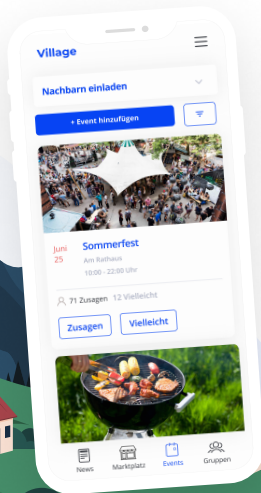 Village
Nachbarn einladen
+ Event hinzufügen
Juni
25
Sommerfest
Am Rathaus
10:00 - 22:00 Uhr
71 Zusagen 12 Vielleicht
Zusagen Vielleicht
News Marktplatz Events Gruppen